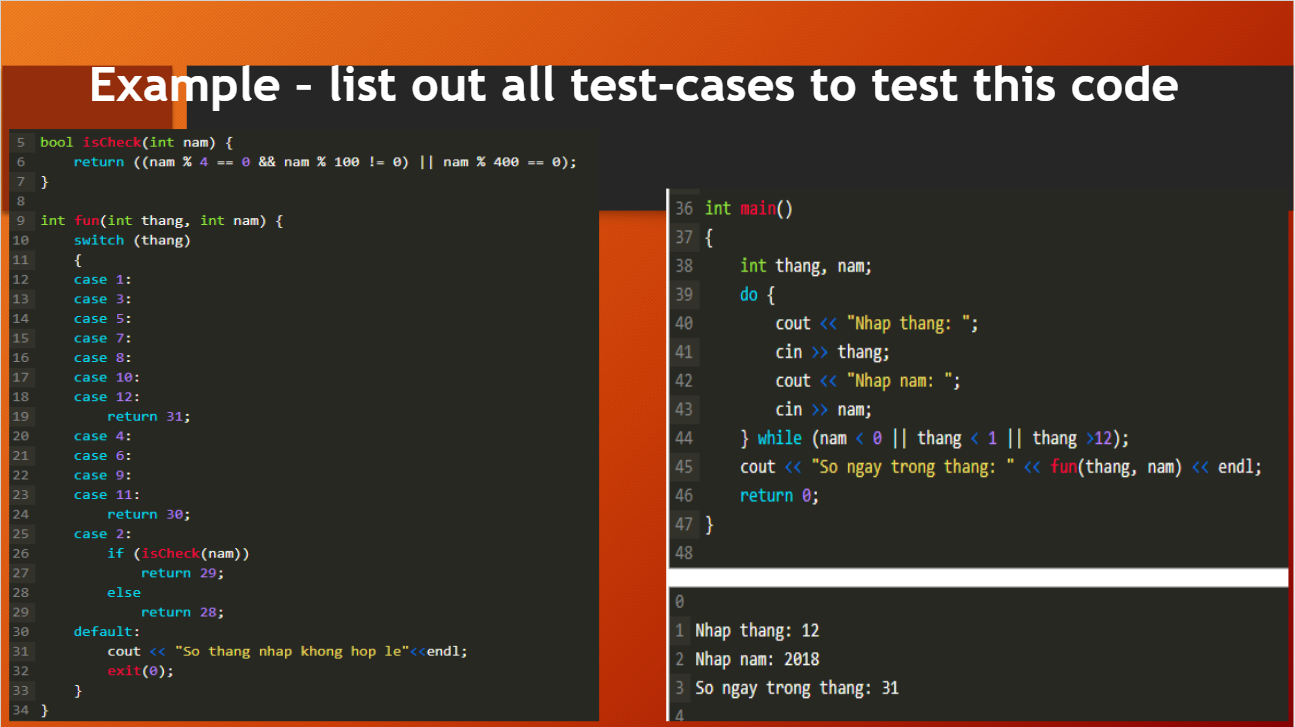 Example – list out all test-cases to test this code
5 bool isCheck(int nam) {
6 return ((nam % 4 == 0 && nam % 100 != 0) || nam % 400 == 0);
7 }
8
9 int fun(int thang, int nam) {
10 switch (thang)
11 {
12 case 1:
13 case 3:
14 case 5:
15 case 7:
16 case 8:
17 case 10:
18 case 12:
19 return 31;
20 case 4:
21 case 6:
22 case 9:
23 case 11:
24 return 30;
25 case 2:
26 if (isCheck(nam))
27 return 29;
28 else
29 return 28;
30 default:
31 cout << "So thang nhap khong hop le"<<endl;
32 exit(0);
33 }
34 }
36 int main()
37 {
38 int thang, nam;
39 do {
40 cout << "Nhap thang: ";
41 cin >> thang;
42 cout << "Nhap nam: ";
43 cin >> nam;
44 } while (nam < 0 || thang < 1 || thang >12);
45 cout << "So ngay trong thang: " << fun(thang, nam) << endl;
46 return 0;
47 }
48
0
1 Nhap thang: 12
2 Nhap nam: 2018
3 So ngay trong thang: 31
4